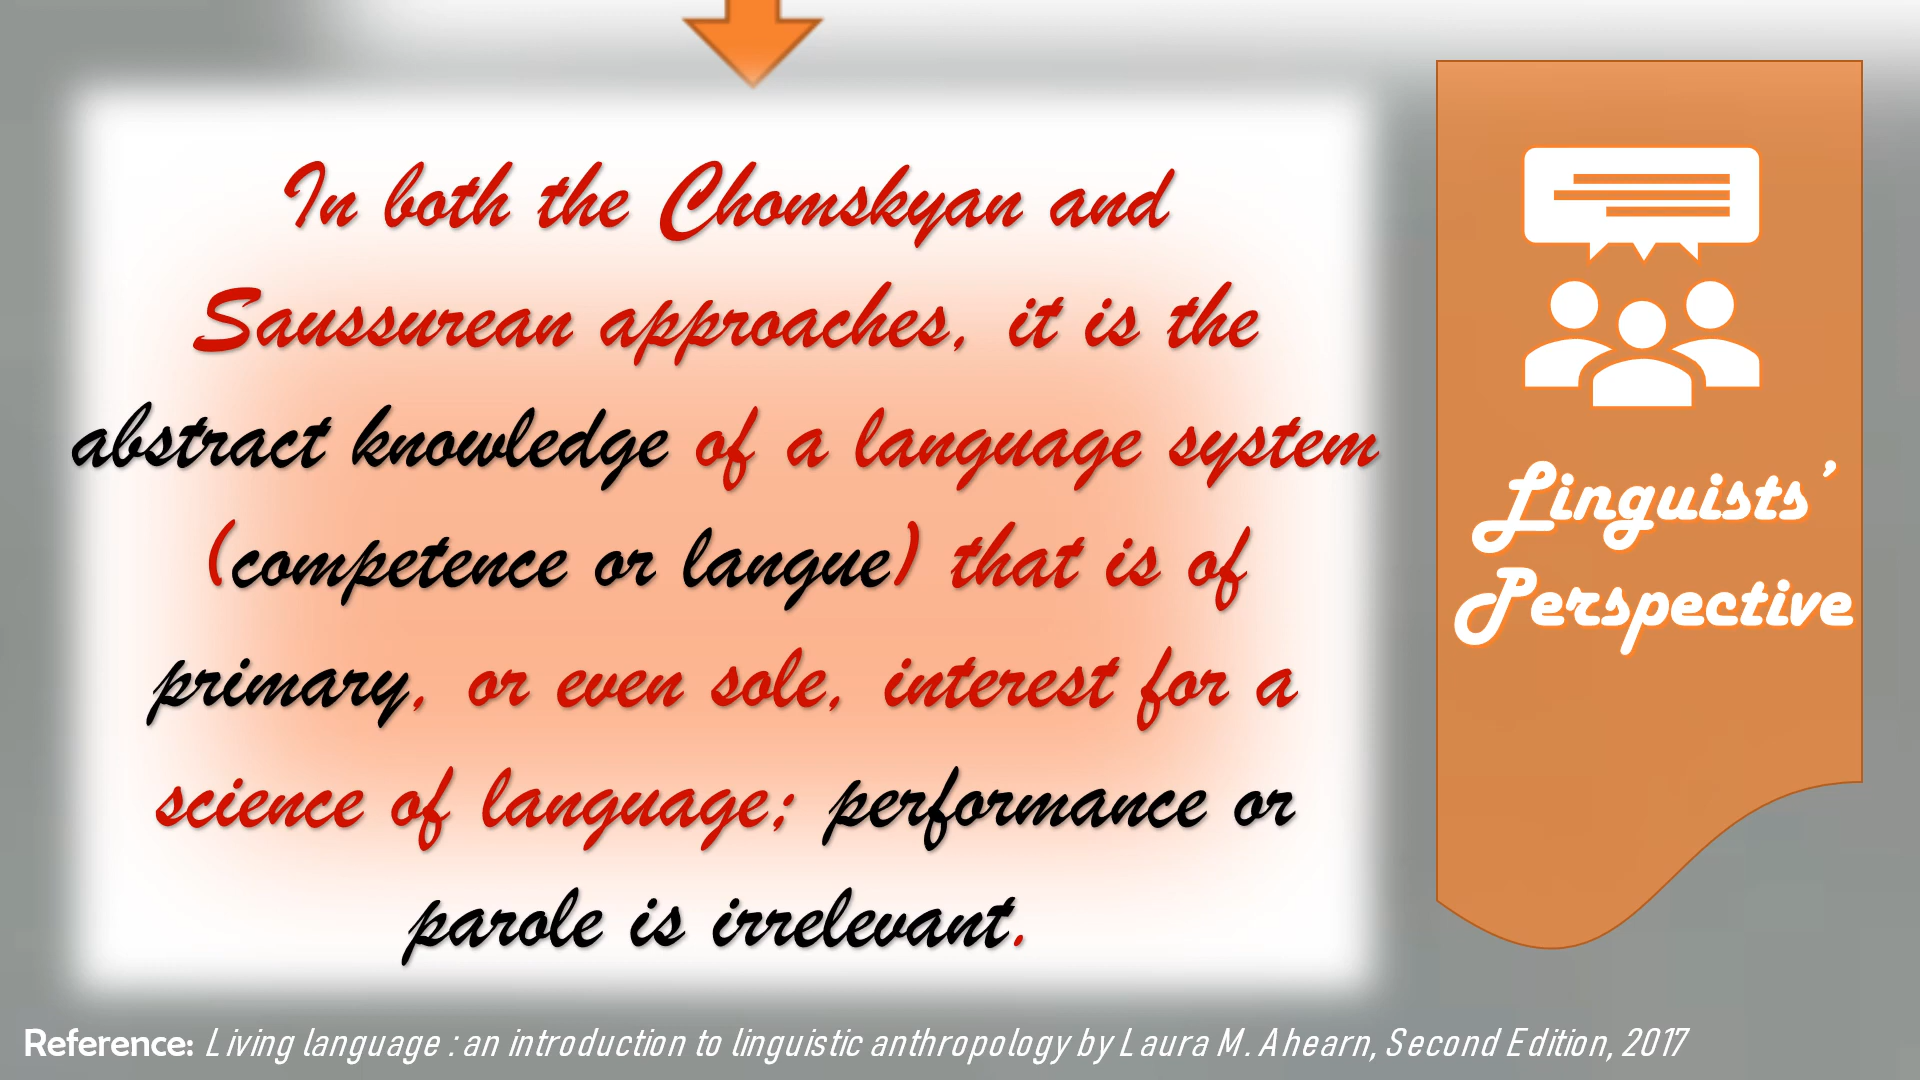 In both the Chomskyan and
Saussurean approaches, it is the
abstract knowledge of a language system
(competence or langue) that is of
primary, or even sole, interest for a
science of language; performance or
parole is irrelevant.
Linguists’
Perspective
Reference: Living language : an introduction to linguistic anthropology by Laura M. Ahearn, Second Edition, 2017